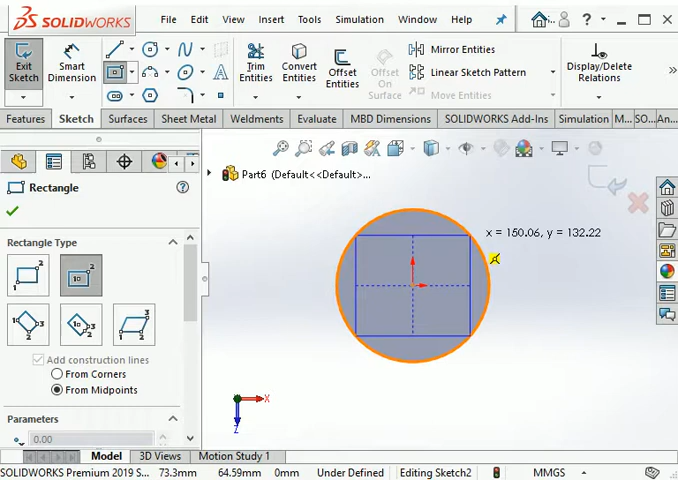 SOLIDWORKS File Edit View Insert Tools Simulation Window Help ?
Exit Sketch
Smart Dimension
Trim Entities
Convert Entities
Offset Entities
Offset On Surface
Mirror Entities
Linear Sketch Pattern
Move Entities
Display/Delete Relations
Features Sketch Surfaces Sheet Metal Weldments Evaluate MBD Dimensions SOLIDWORKS Add-Ins Simulation M... SO... An...
Part6 (Default<<Default>...
Rectangle
Rectangle Type
Add construction lines
From Corners
From Midpoints
Parameters
0.00
x = 150.06, y = 132.22
X
Z
Model 3D Views Motion Study 1
SOLIDWORKS Premium 2019 S... 73.3mm 64.59mm 0mm Under Defined Editing Sketch2 MMGS